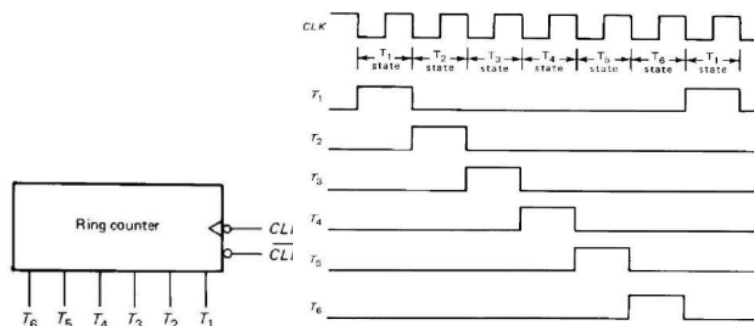 CLK
T1 state T2 state T3 state T4 state T5 state T6 state T1 state
T1
T2
T3
T4
T5
T6
Ring counter
T6 T5 T4 T3 T2 T1